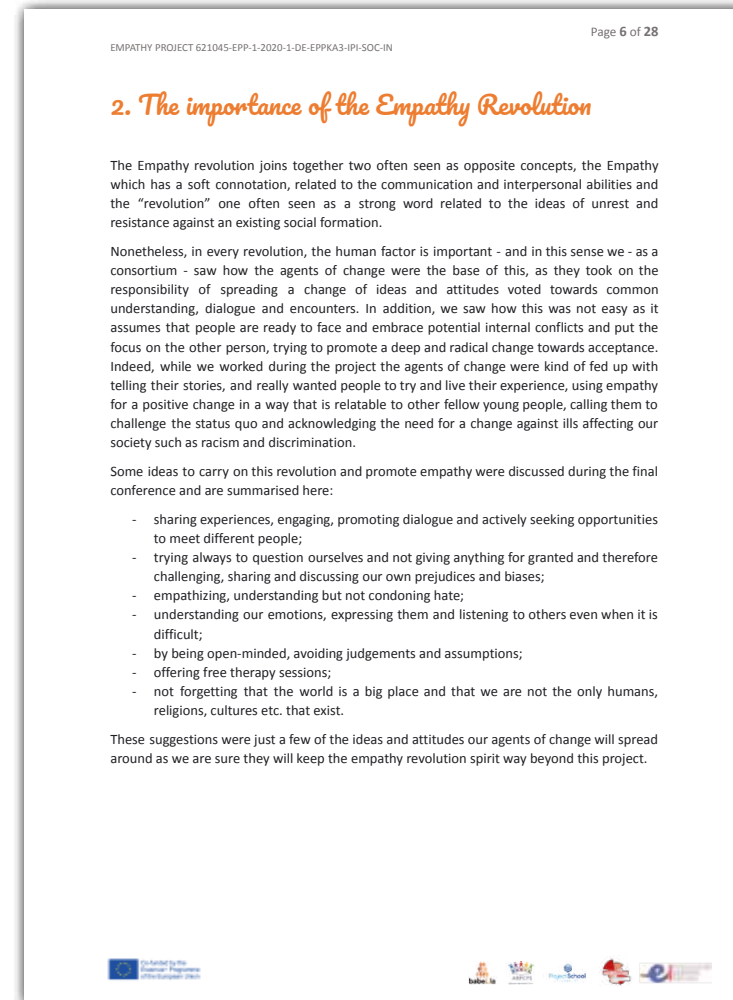 Page 6 of 28
EMPATHY PROJECT 621045-EPP-1-2020-1-DE-EPPKA3-IPI-SOC-IN
2. The importance of the Empathy Revolution
The Empathy revolution joins together two often seen as opposite concepts, the Empathy
which has a soft connotation, related to the communication and interpersonal abilities and
the “revolution” one often seen as a strong word related to the ideas of unrest and
resistance against an existing social formation.
Nonetheless, in every revolution, the human factor is important - and in this sense we - as a
consortium - saw how the agents of change were the base of this, as they took on the
responsibility of spreading a change of ideas and attitudes voted towards common
understanding, dialogue and encounters. In addition, we saw how this was not easy as it
assumes that people are ready to face and embrace potential internal conflicts and put the
focus on the other person, trying to promote a deep and radical change towards acceptance.
Indeed, while we worked during the project the agents of change were kind of fed up with
telling their stories, and really wanted people to try and live their experience, using empathy
for a positive change in a way that is relatable to other fellow young people, calling them to
challenge the status quo and acknowledging the need for a change against ills affecting our
society such as racism and discrimination.
Some ideas to carry on this revolution and promote empathy were discussed during the final
conference and are summarised here:
- sharing experiences, engaging, promoting dialogue and actively seeking opportunities
to meet different people;
- trying always to question ourselves and not giving anything for granted and therefore
challenging, sharing and discussing our own prejudices and biases;
- empathizing, understanding but not condoning hate;
- understanding our emotions, expressing them and listening to others even when it is
difficult;
- by being open-minded, avoiding judgements and assumptions;
- offering free therapy sessions;
- not forgetting that the world is a big place and that we are not the only humans,
religions, cultures etc. that exist.
These suggestions were just a few of the ideas and attitudes our agents of change will spread
around as we are sure they will keep the empathy revolution spirit way beyond this project.
Co-funded by the
Erasmus+ Programme
of the European Union
ProjectSchool